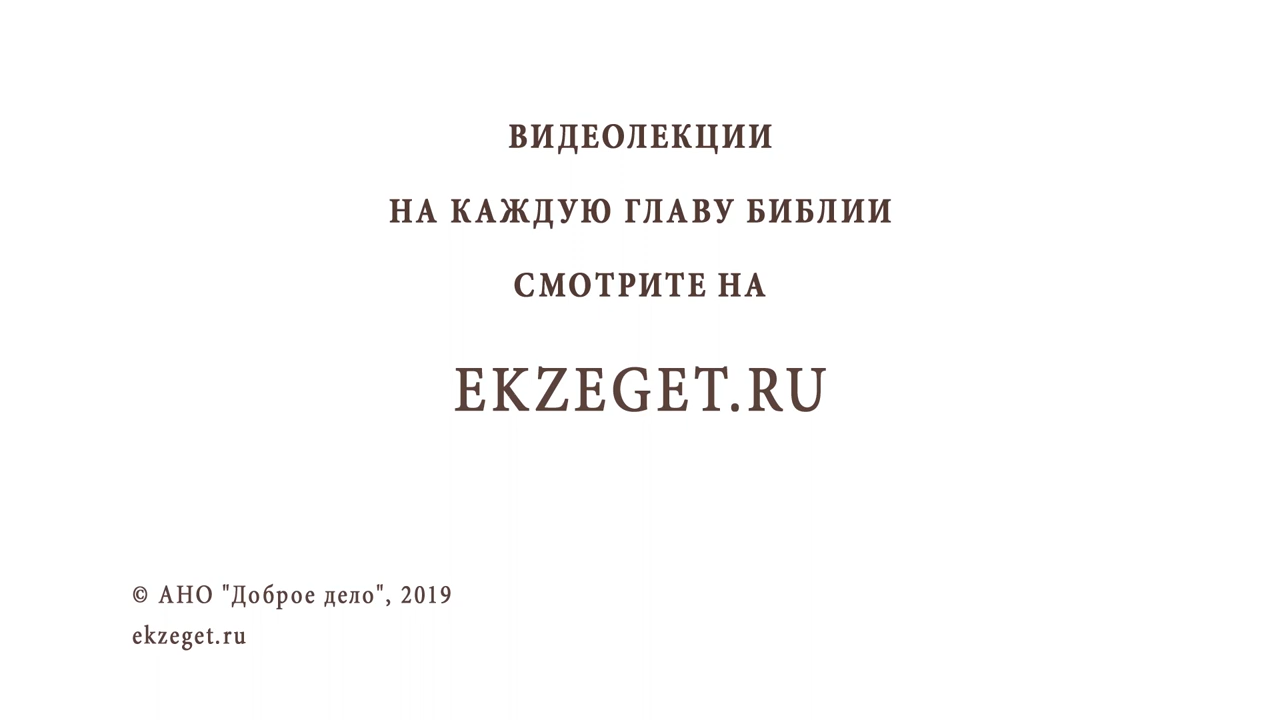 ВИДЕОЛЕКЦИИ
НА КАЖДУЮ ГЛАВУ БИБЛИИ
СМОТРИТЕ НА
EKZEGET.RU
© АНО "Доброе дело", 2019
ekzeget.ru